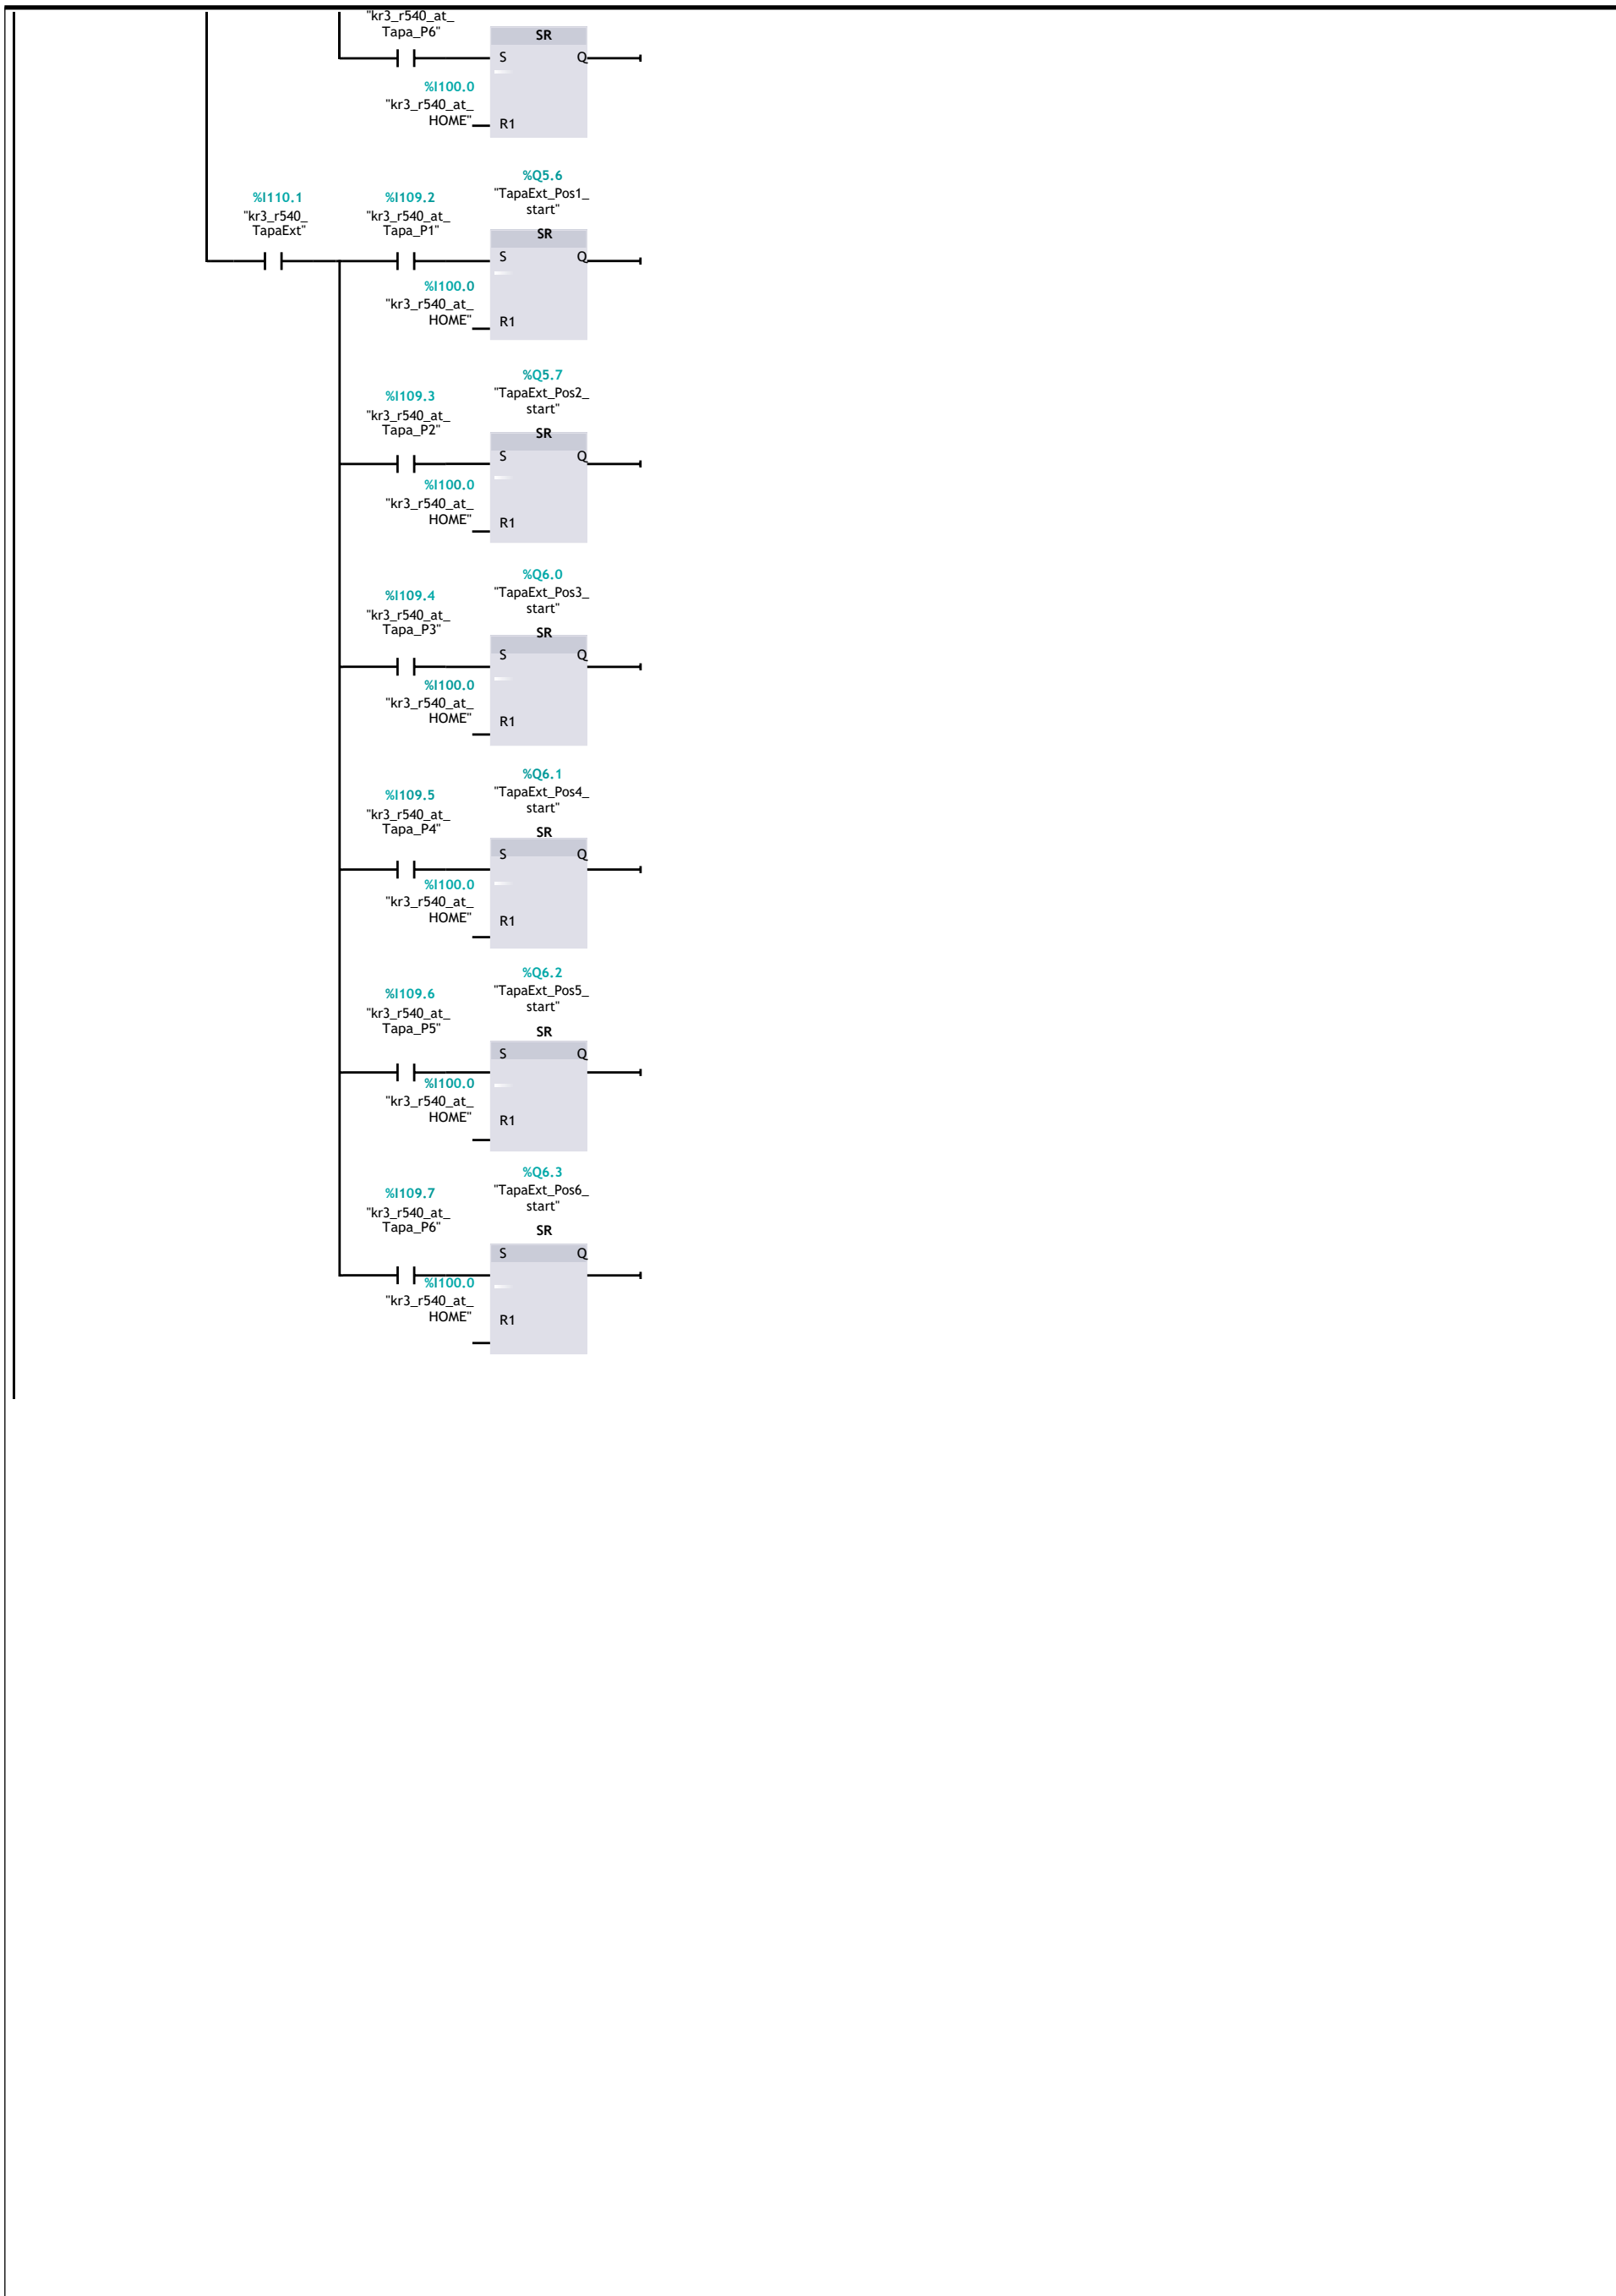 "kr3_r540_at_
Tapa_P6"
SR
S Q
%I100.0
"kr3_r540_at_
HOME"
R1
%I110.1
"kr3_r540_
TapaExt"
%I109.2
"kr3_r540_at_
Tapa_P1"
%Q5.6
"TapaExt_Pos1_
start"
SR
S Q
%I100.0
"kr3_r540_at_
HOME"
R1
%I109.3
"kr3_r540_at_
Tapa_P2"
%Q5.7
"TapaExt_Pos2_
start"
SR
S Q
%I100.0
"kr3_r540_at_
HOME"
R1
%I109.4
"kr3_r540_at_
Tapa_P3"
%Q6.0
"TapaExt_Pos3_
start"
SR
S Q
%I100.0
"kr3_r540_at_
HOME"
R1
%I109.5
"kr3_r540_at_
Tapa_P4"
%Q6.1
"TapaExt_Pos4_
start"
SR
S Q
%I100.0
"kr3_r540_at_
HOME"
R1
%I109.6
"kr3_r540_at_
Tapa_P5"
%Q6.2
"TapaExt_Pos5_
start"
SR
S Q
%I100.0
"kr3_r540_at_
HOME"
R1
%I109.7
"kr3_r540_at_
Tapa_P6"
%Q6.3
"TapaExt_Pos6_
start"
SR
S Q
%I100.0
"kr3_r540_at_
HOME"
R1